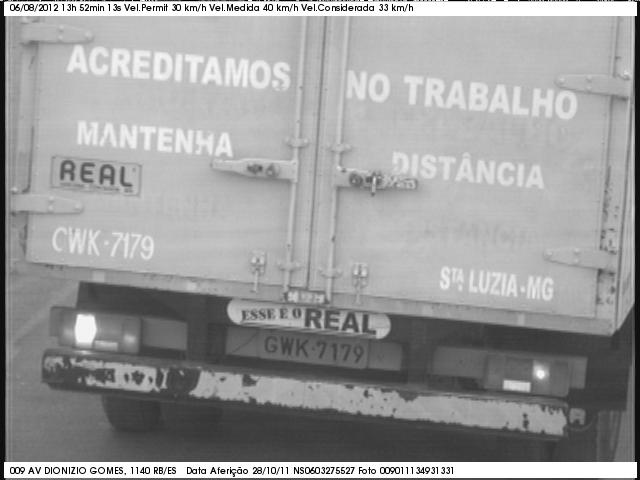 06/08/2012 13h 52min 13s Vel.Permit 30 km/h Vel.Medida 40 km/h Vel.Considerada 33 km/h
ACREDITAMOS NO TRABALHO
MANTENHA DISTÂNCIA
REAL
CWK-7179
STA LUZIA-MG
ESSE É O REAL
GWK-7179
009 AV DIONIZIO GOMES, 1140 RB/ES Data Aferição 28/10/11 NS0603275527 Foto 009011134931331